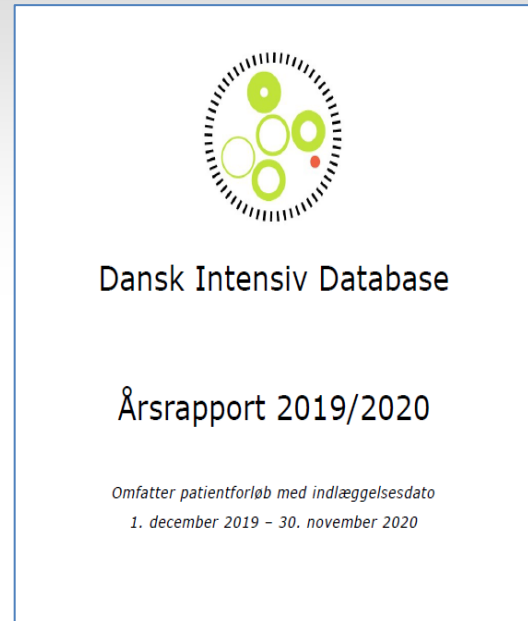 Dansk Intensiv Database
Årsrapport 2019/2020
Omfatter patientforløb med indlæggelsesdato
1. december 2019 – 30. november 2020